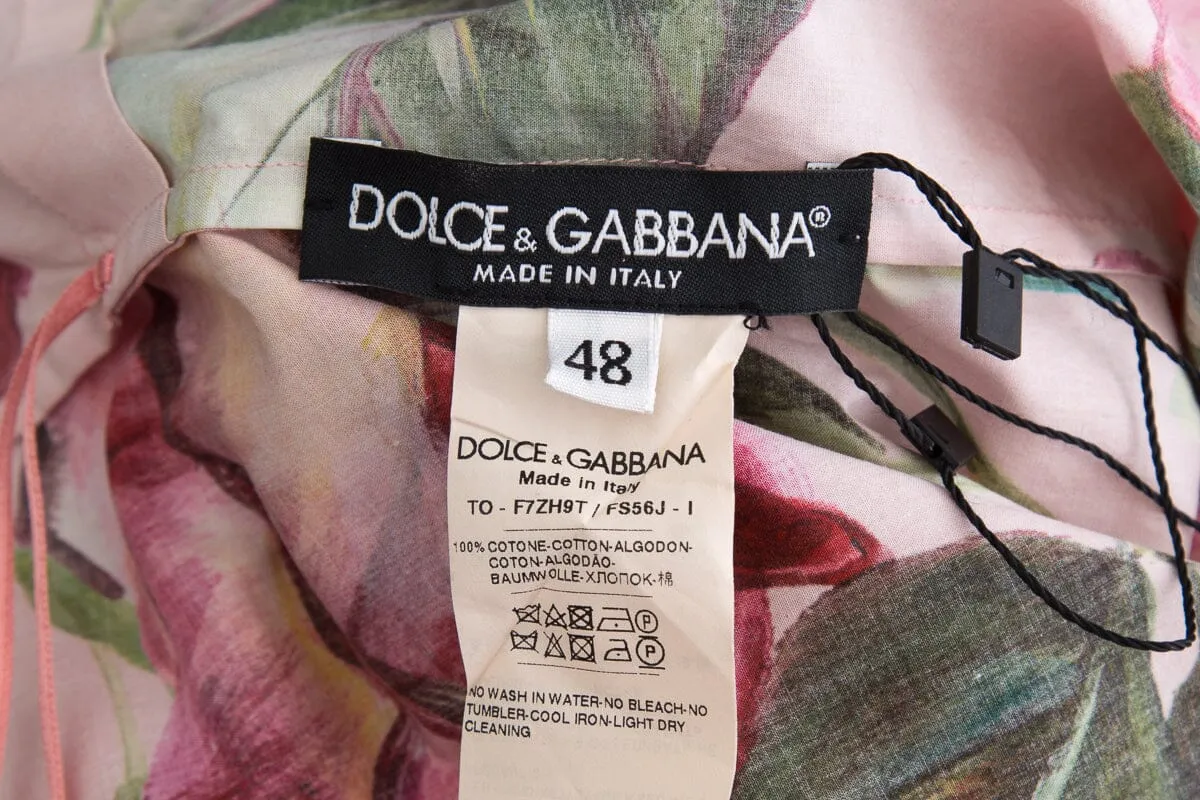 DOLCE & GABBANA®
MADE IN ITALY
48
DOLCE & GABBANA
Made in Italy
TO - F7ZH9T / FS56J - I
100% COTONE-COTTON-ALGODON-
COTON-ALGODÃO-
BAUMWOLLE-ХЛОПОК-棉
P
P
NO WASH IN WATER-NO BLEACH-NO
TUMBLER-COOL IRON-LIGHT DRY
CLEANING